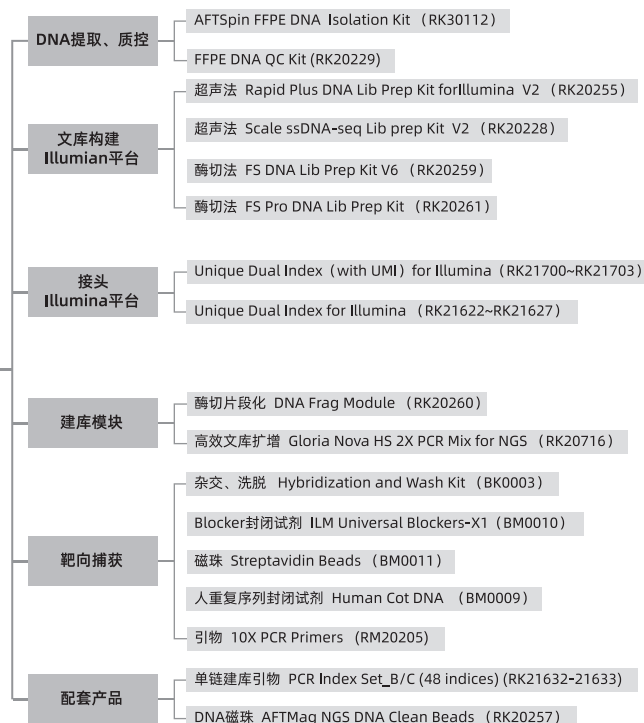 DNA提取、质控
AFTSpin FFPE DNA Isolation Kit （RK30112）
FFPE DNA QC Kit (RK20229)
文库构建
Illumian平台
超声法 Rapid Plus DNA Lib Prep Kit forIllumina V2 （RK20255）
超声法 Scale ssDNA-seq Lib prep Kit V2 （RK20228）
酶切法 FS DNA Lib Prep Kit V6 （RK20259）
酶切法 FS Pro DNA Lib Prep Kit （RK20261）
接头
Illumina平台
Unique Dual Index（with UMI）for Illumina（RK21700~RK21703）
Unique Dual Index for Illumina （RK21622~RK21627）
建库模块
酶切片段化 DNA Frag Module （RK20260）
高效文库扩增 Gloria Nova HS 2X PCR Mix for NGS （RK20716）
靶向捕获
杂交、洗脱 Hybridization and Wash Kit （BK0003）
Blocker封闭试剂 ILM Universal Blockers-X1（BM0010）
磁珠 Streptavidin Beads （BM0011）
人重复序列封闭试剂 Human Cot DNA （BM0009）
引物 10X PCR Primers （RM20205)
配套产品
单链建库引物 PCR Index Set_B/C (48 indices) (RK21632-21633)
DNA磁珠 AFTMag NGS DNA Clean Beads （RK20257）